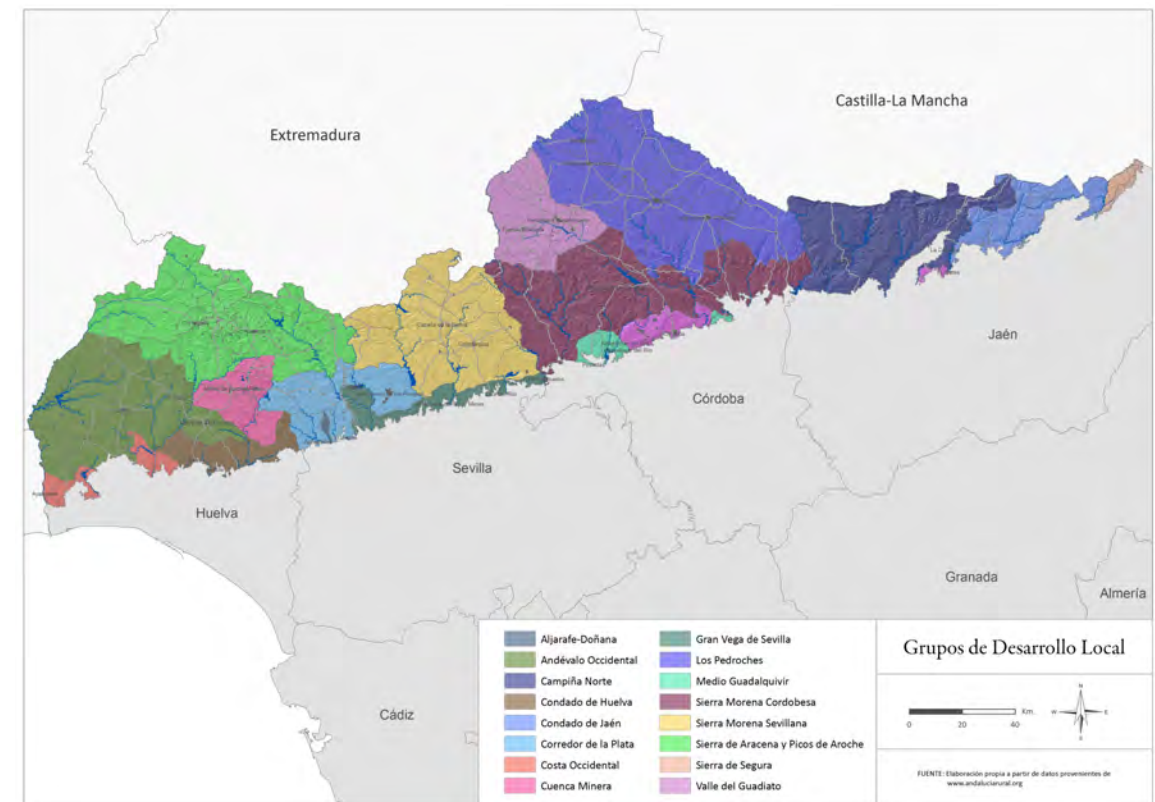 Castilla-La Mancha
Extremadura
Jaén
Córdoba
Sevilla
Huelva
Granada
Almería
Cádiz
Aljarafe-Doñana
Andévalo Occidental
Campiña Norte
Condado de Huelva
Condado de Jaén
Corredor de la Plata
Costa Occidental
Cuenca Minera
Gran Vega de Sevilla
Los Pedroches
Medio Guadalquivir
Sierra Morena Cordobesa
Sierra Morena Sevillana
Sierra de Aracena y Picos de Aroche
Sierra de Segura
Valle del Guadiato
Grupos de Desarrollo Local
Km.
0 20 40
N
W E
S
FUENTE: Elaboración propia a partir de datos provenientes de
www.andaluciarural.org